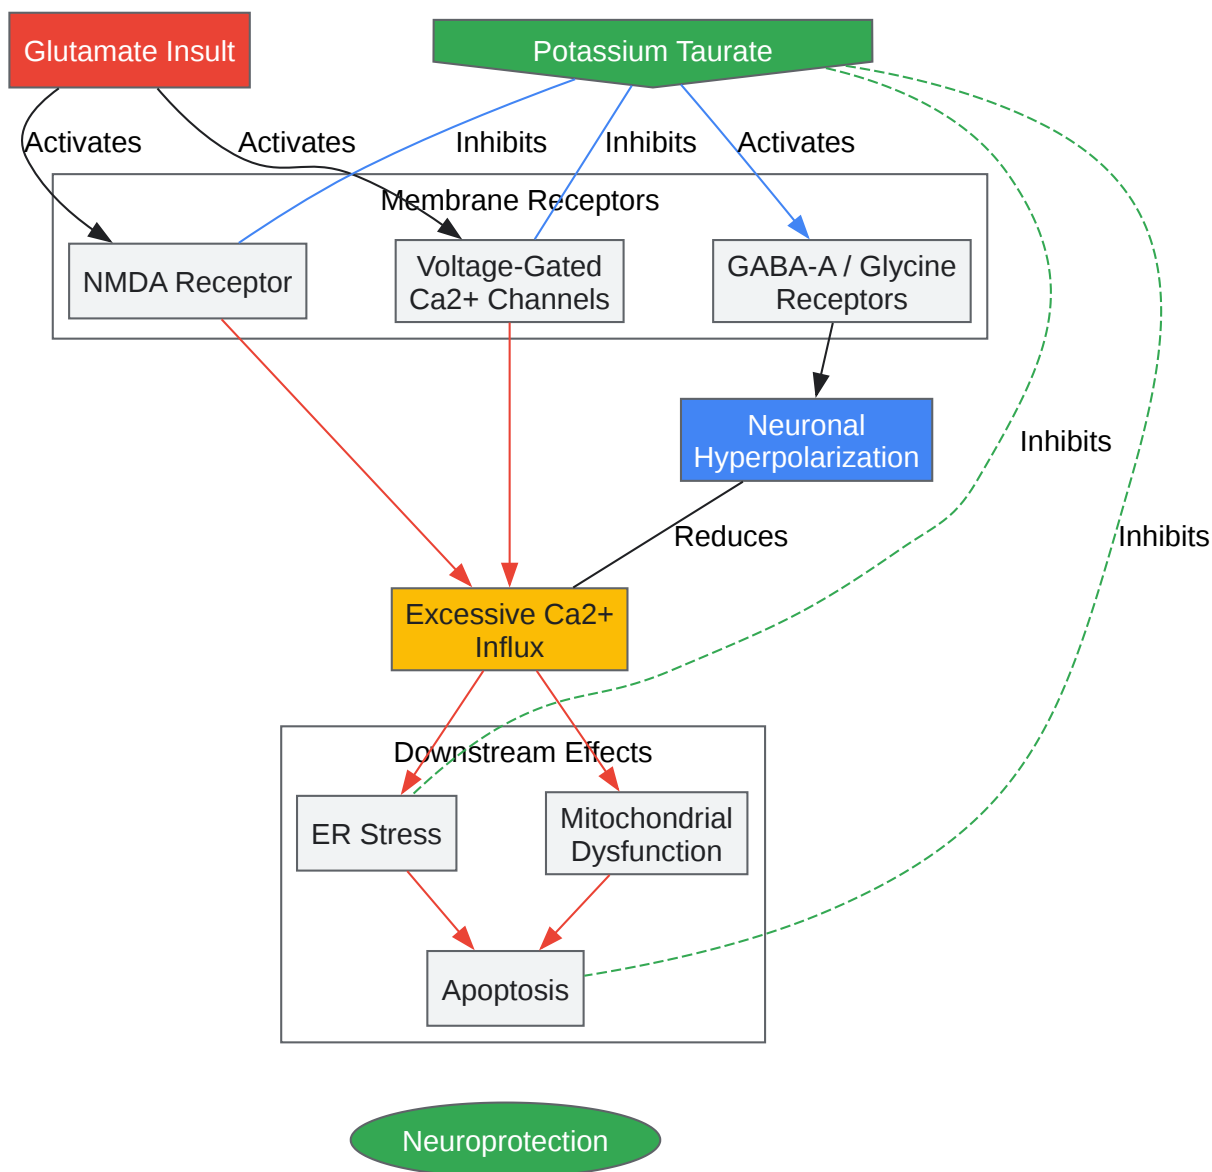 Glutamate Insult
Potassium Taurate
Activates
Activates
Inhibits
Inhibits
Activates
Membrane Receptors
NMDA Receptor
Voltage-Gated
Ca2+ Channels
GABA-A / Glycine
Receptors
Neuronal
Hyperpolarization
Inhibits
Reduces
Inhibits
Excessive Ca2+
Influx
Downstream Effects
ER Stress
Mitochondrial
Dysfunction
Apoptosis
Neuroprotection